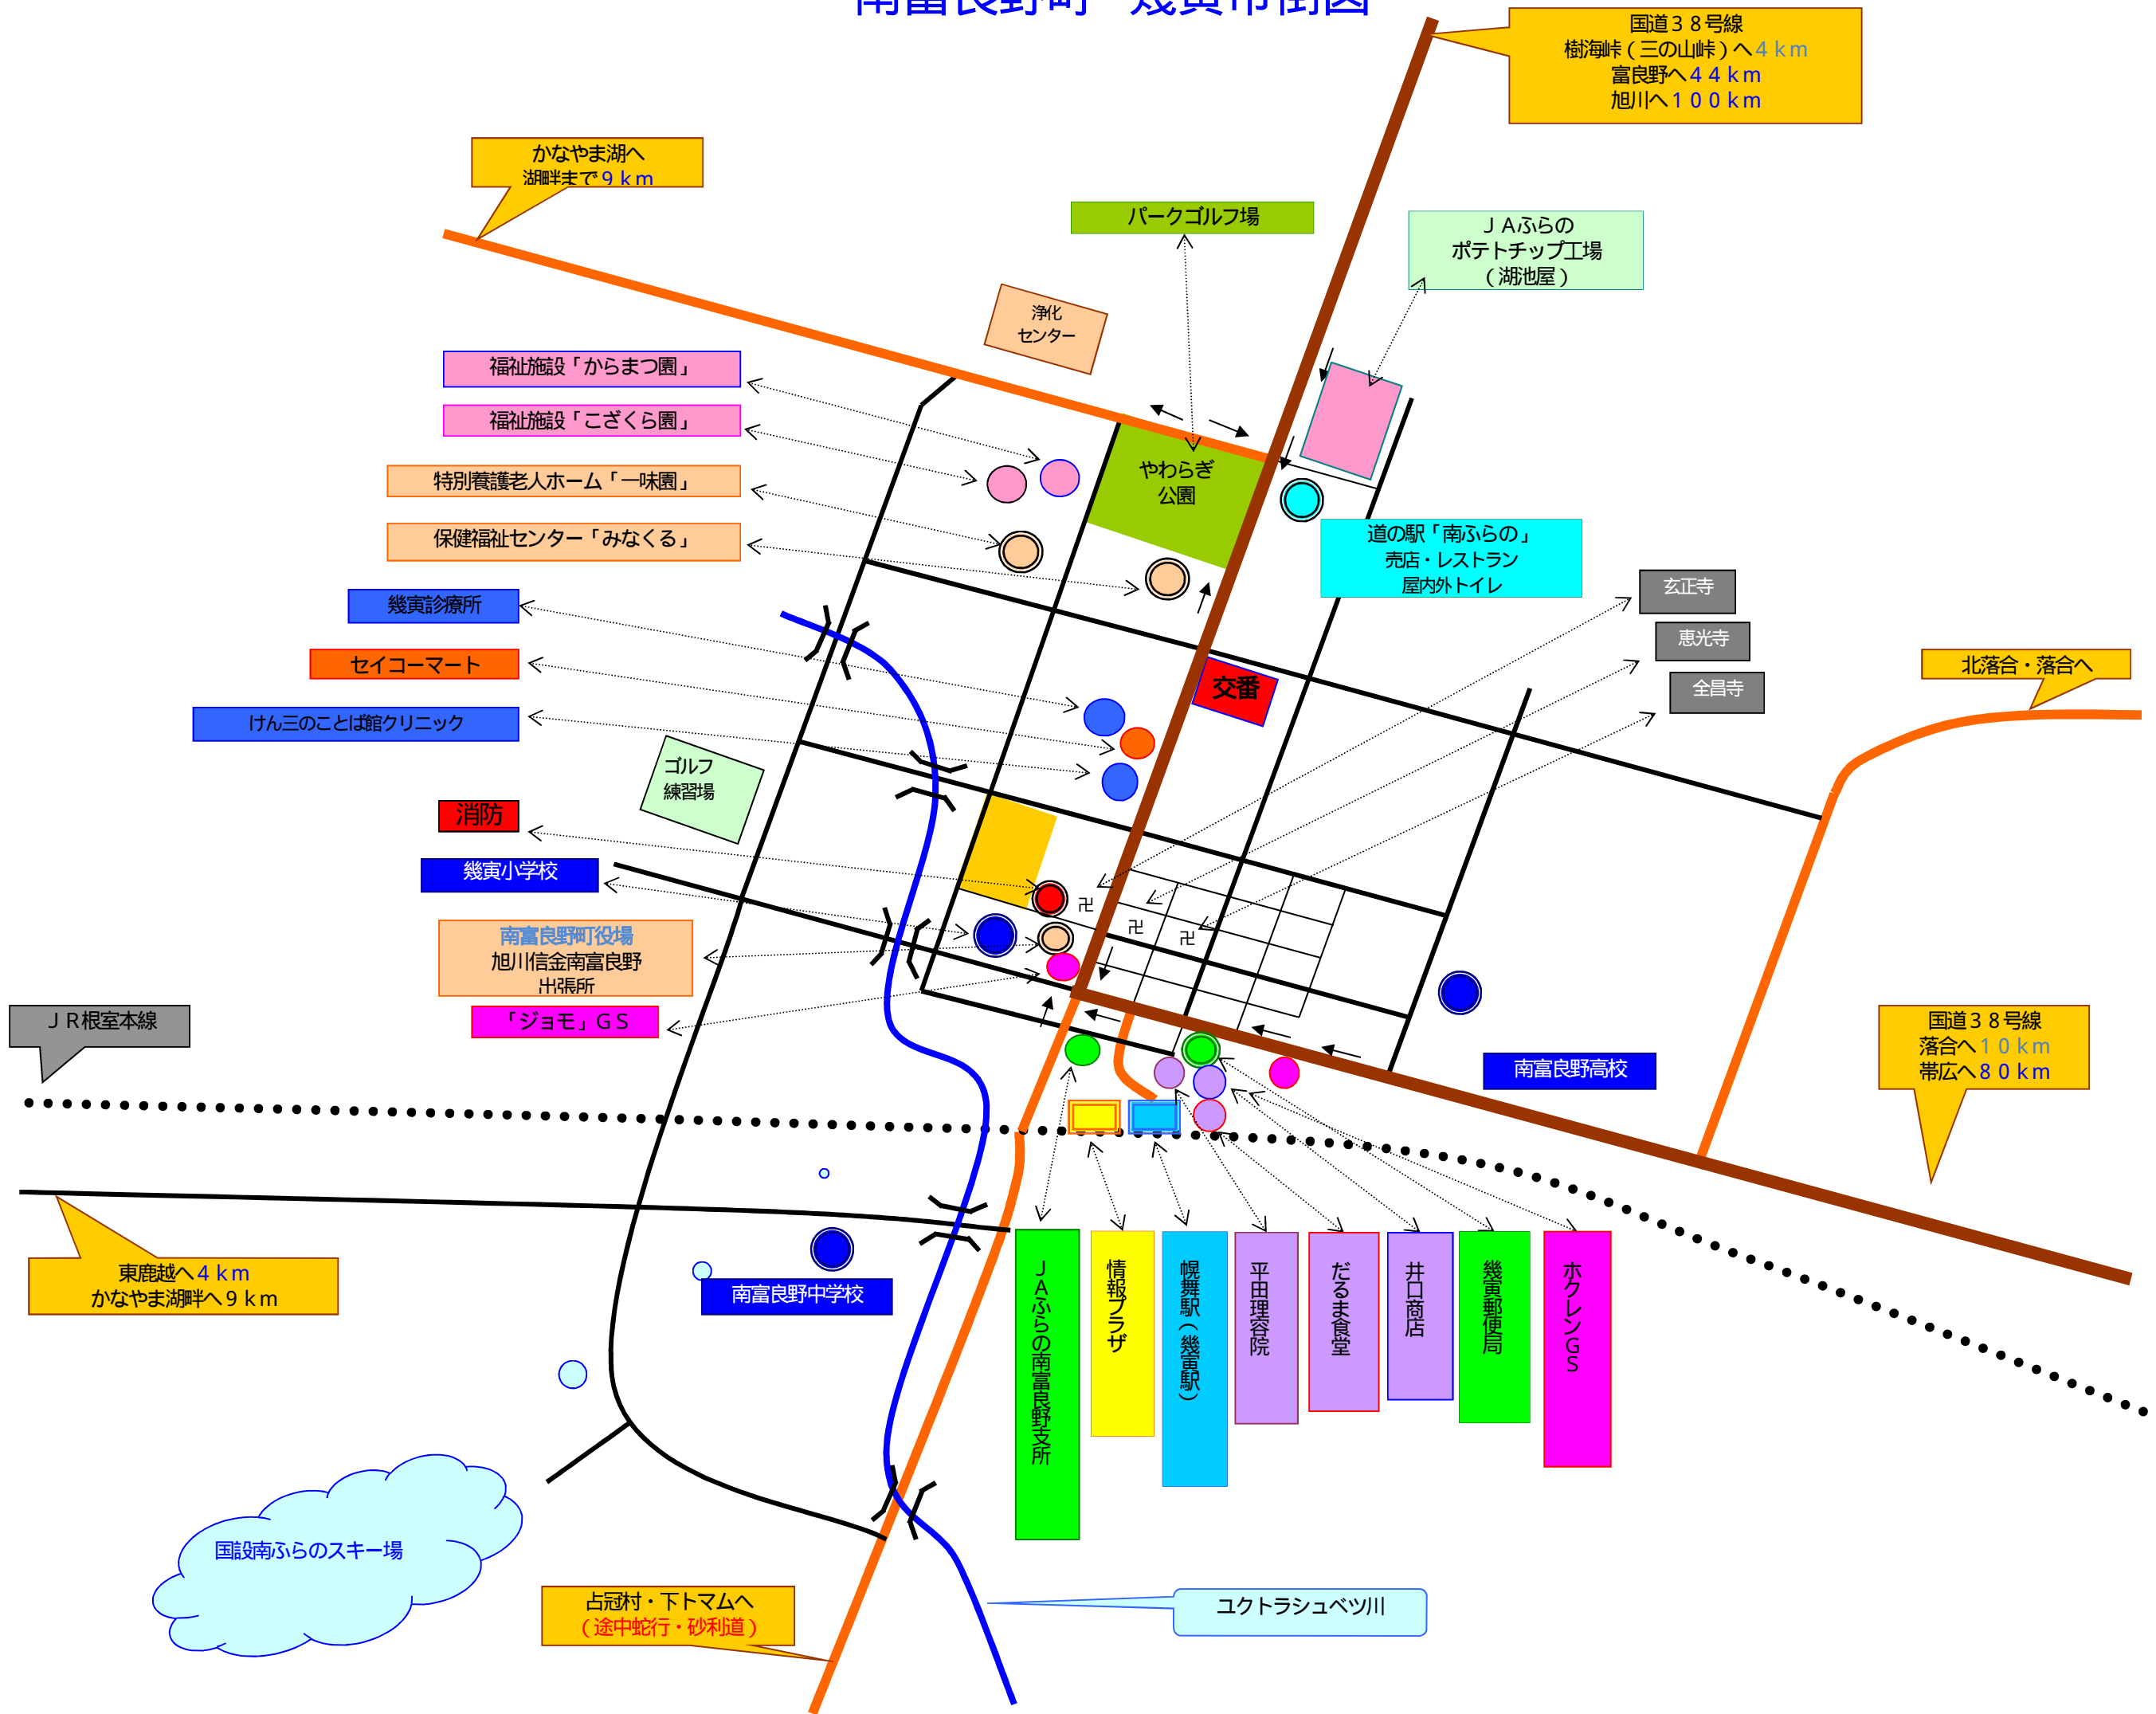 南富良野町 幾寅市街図
国道３８号線
樹海峠（三の山峠）へ４ｋｍ
富良野へ４４ｋｍ
旭川へ１００ｋｍ
かなやま湖へ
湖畔まで９ｋｍ
パークゴルフ場
ＪＡふらの
ポテトチップ工場
（湖池屋）
浄化
センター
福祉施設「からまつ園」
福祉施設「こざくら園」
特別養護老人ホーム「一味園」
保健福祉センター「みなくる」
やわらぎ
公園
道の駅「南ふらの」
売店・レストラン
屋内外トイレ
幾寅診療所
セイコーマート
けん三のことば館クリニック
交番
玄正寺
恵光寺
全昌寺
北落合・落合へ
ゴルフ
練習場
消防
幾寅小学校
南富良野町役場
旭川信金南富良野
出張所
「ジョモ」ＧＳ
卍
卍
卍
ＪＲ根室本線
南富良野高校
国道３８号線
落合へ１０ｋｍ
帯広へ８０ｋｍ
東鹿越へ４ｋｍ
かなやま湖畔へ９ｋｍ
南富良野中学校
ＪＡふらの南富良野支所
情報プラザ
幌舞駅（幾寅駅）
平田理容院
だるま食堂
井口商店
幾寅郵便局
ホクレンＧＳ
国設南ふらのスキー場
占冠村・下トマムへ
（途中蛇行・砂利道）
ユクトラシュベツ川